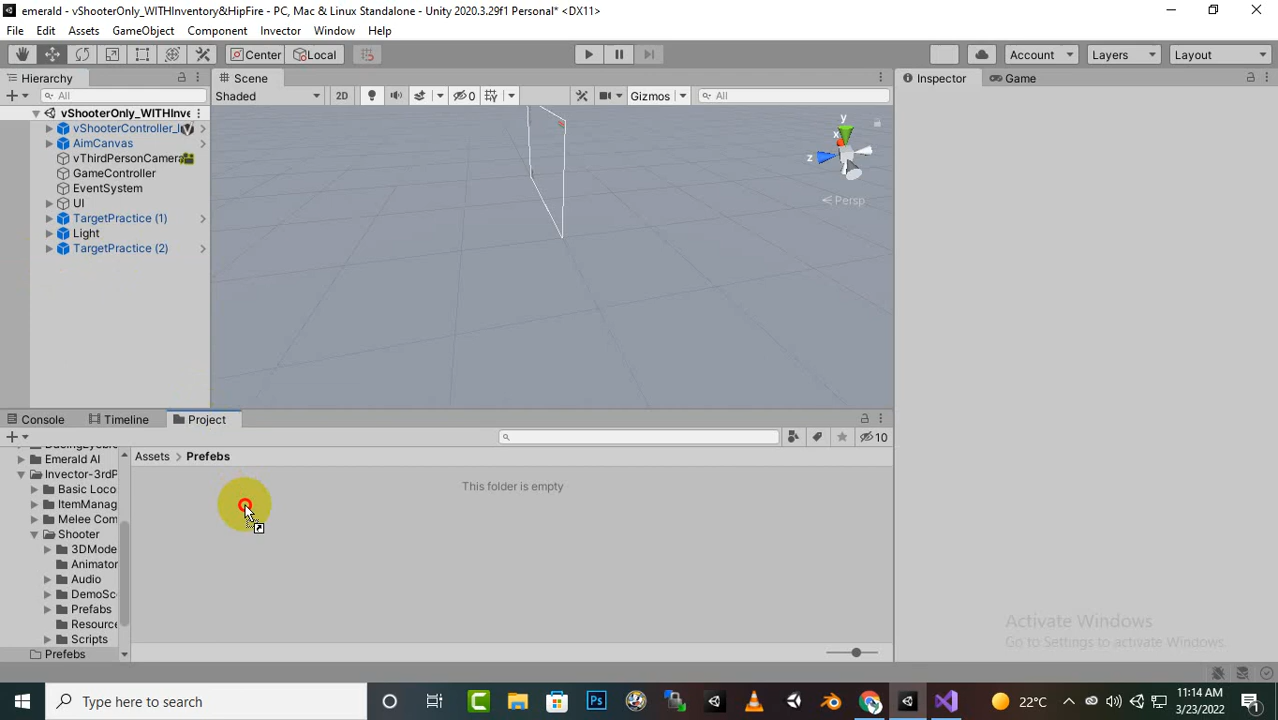 emerald - vShooterOnly_WITHInventory&HipFire - PC, Mac & Linux Standalone - Unity 2020.3.29f1 Personal* <DX11>
File Edit Assets GameObject Component Invector Window Help
Center Local Account Layers Layout
Hierarchy Scene Inspector Game
All Shaded 2D 0 Gizmos All
vShooterOnly_WITHInve
vShooterController_I
AimCanvas
vThirdPersonCamera
GameController
EventSystem
UI
TargetPractice (1)
Light
TargetPractice (2)
y
x
z
Persp
Console Timeline Project
10
Emerald AI
Invector-3rdP
Basic Loco
ItemManag
Melee Com
Shooter
3DMode
Animator
Audio
DemoSc
Prefabs
Resource
Scripts
Prefebs
Assets > Prefebs
This folder is empty
Activate Windows
Go to Settings to activate Windows.
Type here to search
22°C
11:14 AM
3/23/2022
1